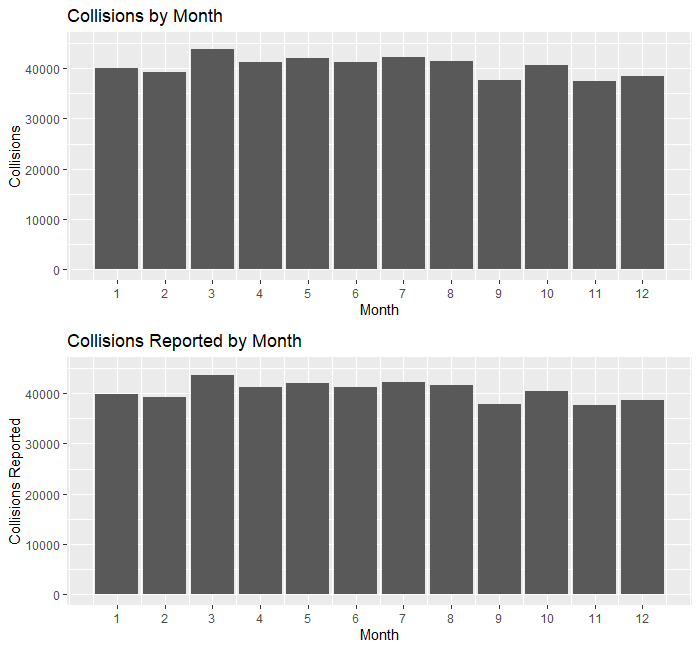 Collisions by Month
Collisions
40000
30000
20000
10000
0
1 2 3 4 5 6 7 8 9 10 11 12
Month
Collisions Reported by Month
Collisions Reported
40000
30000
20000
10000
0
1 2 3 4 5 6 7 8 9 10 11 12
Month